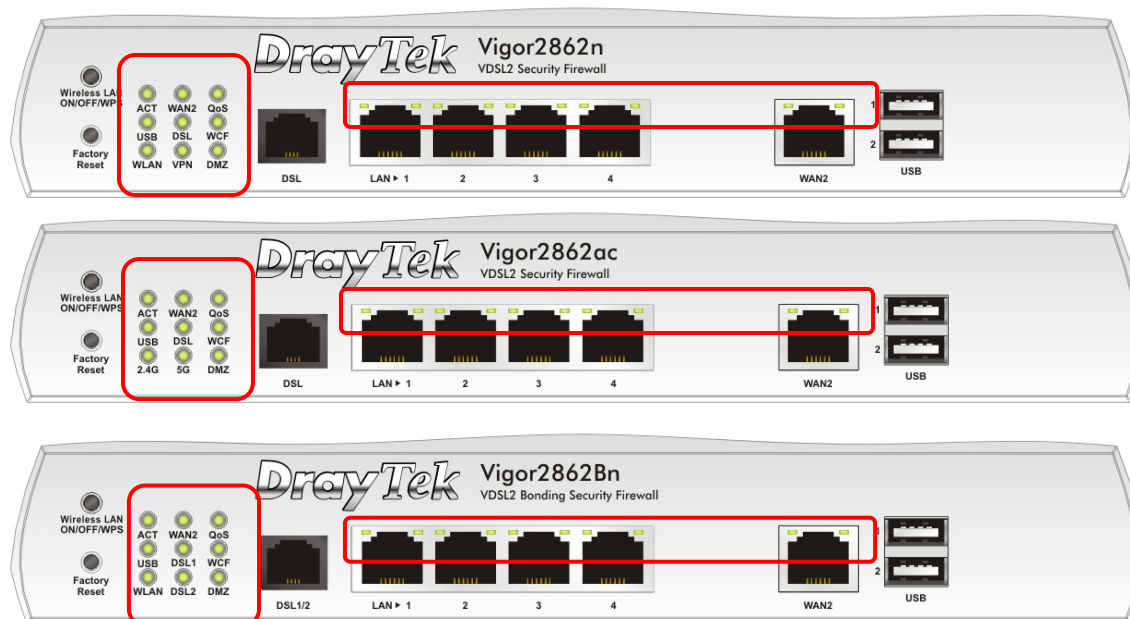 DrayTek Vigor2862n
VDSL2 Security Firewall
Wireless LAN
ON/OFF/WPS
ACT WAN2 QoS
USB DSL WCF
WLAN VPN DMZ
Factory
Reset
DSL
LAN ▶ 1 2 3 4
WAN2
1
2
USB
DrayTek Vigor2862ac
VDSL2 Security Firewall
Wireless LAN
ON/OFF/WPS
ACT WAN2 QoS
USB DSL WCF
2.4G 5G DMZ
Factory
Reset
DSL
LAN ▶ 1 2 3 4
WAN2
1
2
USB
DrayTek Vigor2862Bn
VDSL2 Bonding Security Firewall
Wireless LAN
ON/OFF/WPS
ACT WAN2 QoS
USB DSL1 WCF
WLAN DSL2 DMZ
Factory
Reset
DSL1/2
LAN ▶ 1 2 3 4
WAN2
1
2
USB